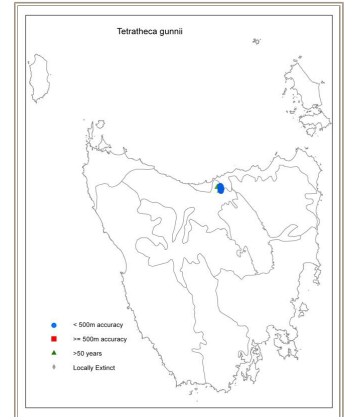 Tetratheca gunnii
< 500m accuracy
>= 500m accuracy
>50 years
Locally Extinct